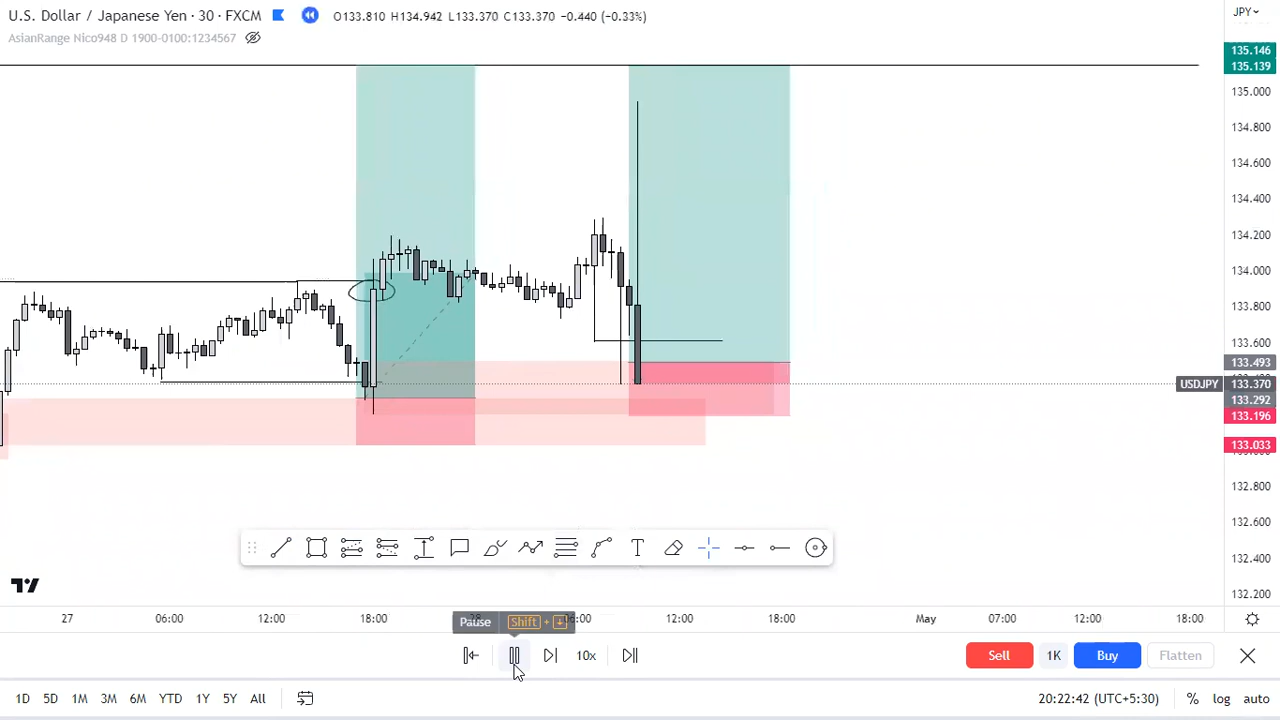 U.S. Dollar / Japanese Yen · 30 · FXCM O133.810 H134.942 L133.370 C133.370 −0.440 (−0.33%) JPY
AsianRange Nico948 D 1900-0100:1234567
135.146
135.139
135.000
134.800
134.600
134.400
134.200
134.000
133.800
133.600
133.493
USDJPY 133.370
133.292
133.196
133.033
132.800
132.600
132.400
132.200
27 06:00 12:00 18:00 28 06:00 12:00 18:00 May 07:00 12:00 18:00
Pause Shift + ↓
10x Sell 1K Buy Flatten
1D 5D 1M 3M 6M YTD 1Y 5Y All 20:22:42 (UTC+5:30) % log auto